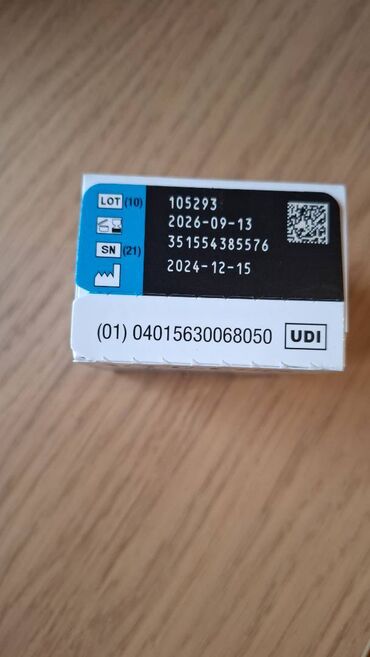 LOT (10) 105293
2026-09-13
SN (21) 351554385576
2024-12-15
(01) 04015630068050 UDI